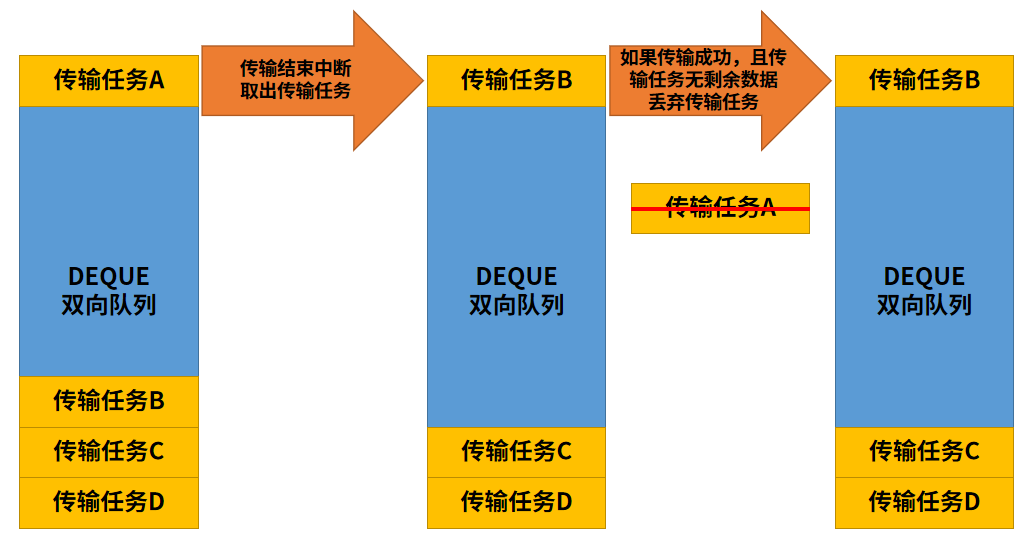 传输任务A
DEQUE
双向队列
传输任务B
传输任务C
传输任务D
传输结束中断
取出传输任务
传输任务B
DEQUE
双向队列
传输任务C
传输任务D
如果传输成功，且传
输任务无剩余数据
丢弃传输任务
传输任务A
传输任务B
DEQUE
双向队列
传输任务C
传输任务D